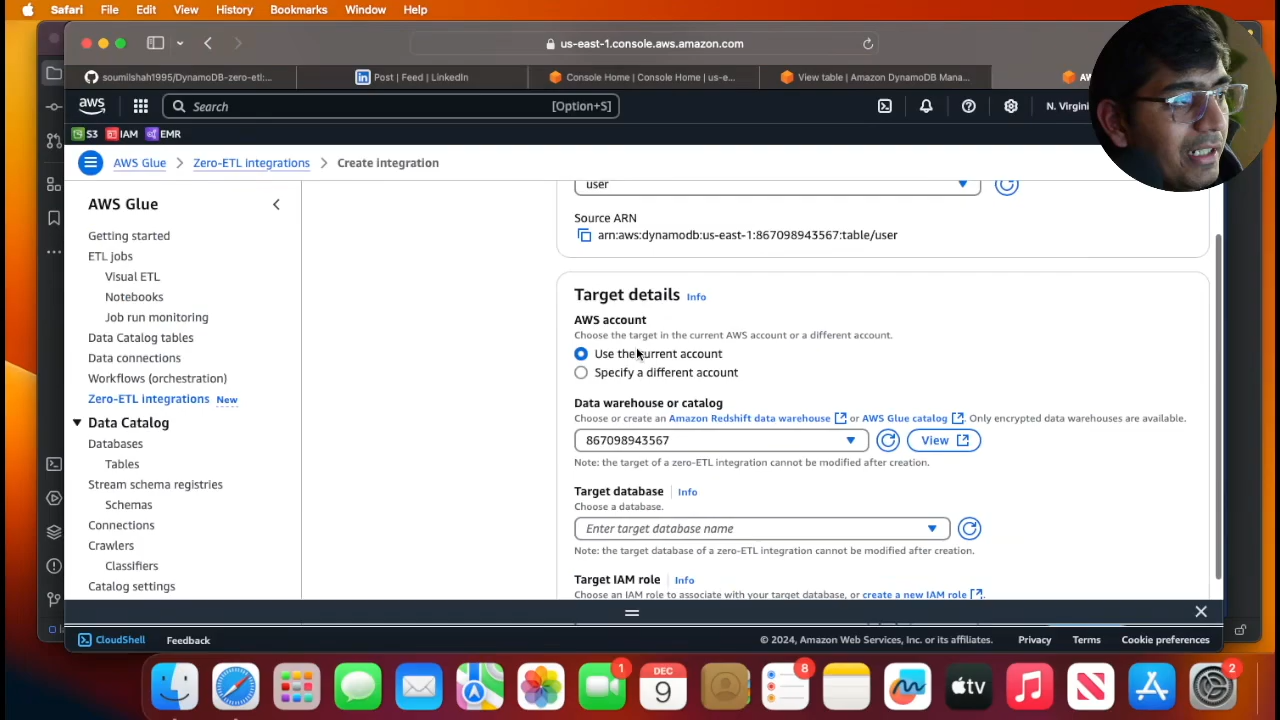 Safari File Edit View History Bookmarks Window Help
us-east-1.console.aws.amazon.com
soumilshah1995/DynamoDB-zero-etl:...
Post | Feed | LinkedIn
Console Home | Console Home | us-e...
View table | Amazon DynamoDB Mana...
AW
aws
Search [Option+S]
N. Virgini
S3 IAM EMR
AWS Glue > Zero-ETL integrations > Create integration
AWS Glue
Getting started
ETL jobs
Visual ETL
Notebooks
Job run monitoring
Data Catalog tables
Data connections
Workflows (orchestration)
Zero-ETL integrations New
Data Catalog
Databases
Tables
Stream schema registries
Schemas
Connections
Crawlers
Classifiers
Catalog settings
user
Source ARN
arn:aws:dynamodb:us-east-1:867098943567:table/user
Target details Info
AWS account
Choose the target in the current AWS account or a different account.
Use the current account
Specify a different account
Data warehouse or catalog
Choose or create an Amazon Redshift data warehouse or AWS Glue catalog. Only encrypted data warehouses are available.
867098943567
View
Note: the target of a zero-ETL integration cannot be modified after creation.
Target database Info
Choose a database.
Enter target database name
Note: the target database of a zero-ETL integration cannot be modified after creation.
Target IAM role Info
Choose an IAM role to associate with your target database, or create a new IAM role.
CloudShell Feedback
© 2024, Amazon Web Services, Inc. or its affiliates. Privacy Terms Cookie preferences
1
DEC
9
8
tv
2